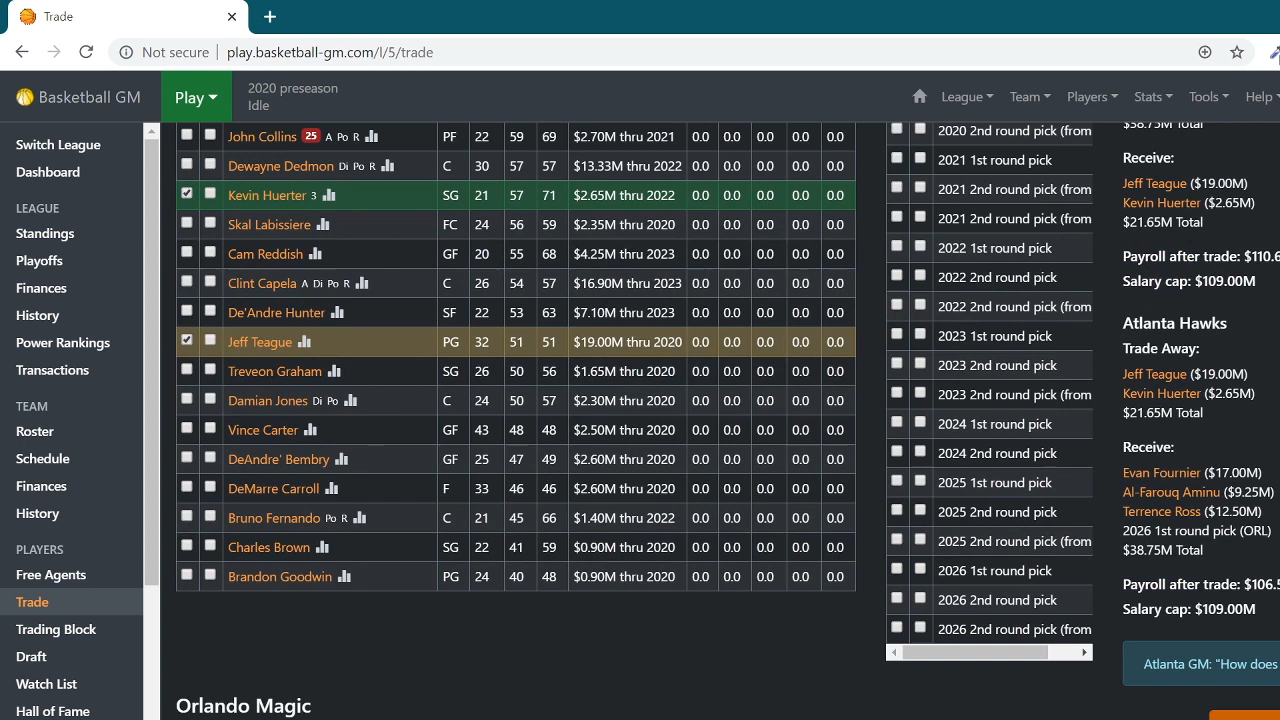 Trade
Not secure play.basketball-gm.com/l/5/trade
Basketball GM
Play
2020 preseason
Idle
League Team Players Stats Tools Help
Switch League
Dashboard
LEAGUE
Standings
Playoffs
Finances
History
Power Rankings
Transactions
TEAM
Roster
Schedule
Finances
History
PLAYERS
Free Agents
Trade
Trading Block
Draft
Watch List
Hall of Fame
John Collins 25 A Po R PF 22 59 69 $2.70M thru 2021 0.0 0.0 0.0 0.0 0.0
Dewayne Dedmon Di Po R C 30 57 57 $13.33M thru 2022 0.0 0.0 0.0 0.0 0.0
Kevin Huerter 3 SG 21 57 71 $2.65M thru 2022 0.0 0.0 0.0 0.0 0.0
Skal Labissiere FC 24 56 59 $2.35M thru 2020 0.0 0.0 0.0 0.0 0.0
Cam Reddish GF 20 55 68 $4.25M thru 2023 0.0 0.0 0.0 0.0 0.0
Clint Capela A Di Po R C 26 54 57 $16.90M thru 2023 0.0 0.0 0.0 0.0 0.0
De'Andre Hunter SF 22 53 63 $7.10M thru 2023 0.0 0.0 0.0 0.0 0.0
Jeff Teague PG 32 51 51 $19.00M thru 2020 0.0 0.0 0.0 0.0 0.0
Treveon Graham SG 26 50 56 $1.65M thru 2020 0.0 0.0 0.0 0.0 0.0
Damian Jones Di Po C 24 50 57 $2.30M thru 2020 0.0 0.0 0.0 0.0 0.0
Vince Carter GF 43 48 48 $2.50M thru 2020 0.0 0.0 0.0 0.0 0.0
DeAndre' Bembry GF 25 47 49 $2.60M thru 2020 0.0 0.0 0.0 0.0 0.0
DeMarre Carroll F 33 46 46 $2.60M thru 2020 0.0 0.0 0.0 0.0 0.0
Bruno Fernando Po R C 21 45 66 $1.40M thru 2022 0.0 0.0 0.0 0.0 0.0
Charles Brown SG 22 41 59 $0.90M thru 2020 0.0 0.0 0.0 0.0 0.0
Brandon Goodwin PG 24 40 48 $0.90M thru 2020 0.0 0.0 0.0 0.0 0.0
Orlando Magic
2020 2nd round pick (from
2021 1st round pick
2021 2nd round pick (from
2021 2nd round pick (from
2022 1st round pick
2022 2nd round pick
2022 2nd round pick (from
2023 1st round pick
2023 2nd round pick
2023 2nd round pick (from
2024 1st round pick
2024 2nd round pick
2025 1st round pick
2025 2nd round pick
2025 2nd round pick (from
2026 1st round pick
2026 2nd round pick
2026 2nd round pick (from
$38.75M Total
Receive:
Jeff Teague ($19.00M)
Kevin Huerter ($2.65M)
$21.65M Total
Payroll after trade: $110.6
Salary cap: $109.00M
Atlanta Hawks
Trade Away:
Jeff Teague ($19.00M)
Kevin Huerter ($2.65M)
$21.65M Total
Receive:
Evan Fournier ($17.00M)
Al-Farouq Aminu ($9.25M)
Terrence Ross ($12.50M)
2026 1st round pick (ORL)
$38.75M Total
Payroll after trade: $106.5
Salary cap: $109.00M
Atlanta GM: "How does